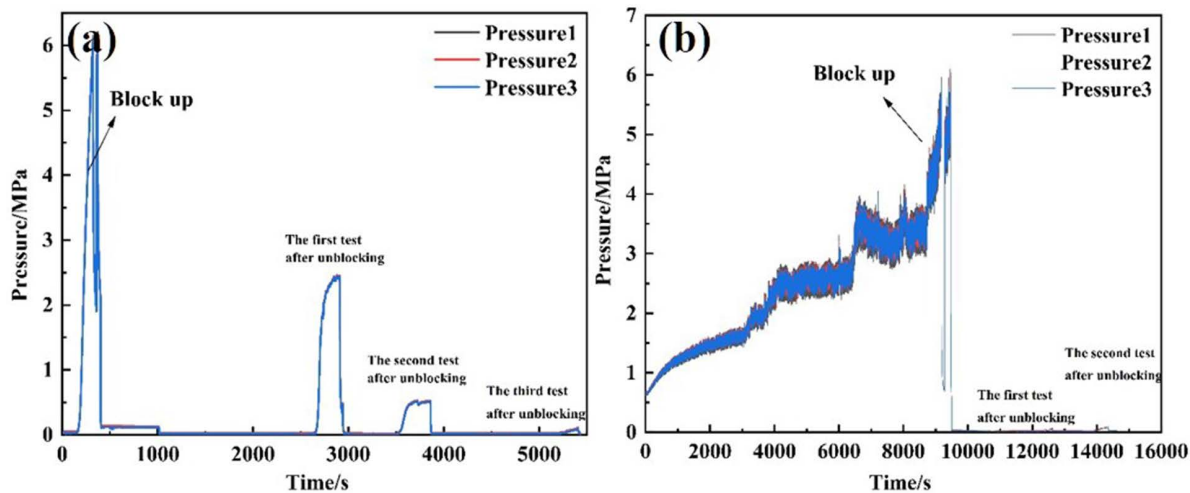 (a)
Pressure1
Pressure2
Pressure3
Block up
The first test
after unblocking
The second test
after unblocking
The third test
after unblocking
Pressure/MPa
6
5
4
3
2
1
0
0 1000 2000 3000 4000 5000
Time/s
(b)
Pressure1
Pressure2
Pressure3
Block up
The second test
after unblocking
The first test
after unblocking
Pressure/MPa
7
6
5
4
3
2
1
0
0 2000 4000 6000 8000 10000 12000 14000 16000
Time/s